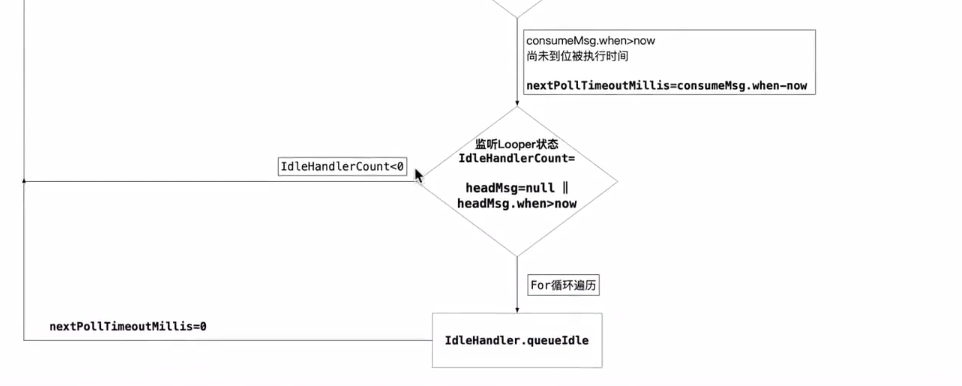 consumeMsg.when>now
尚未到位被执行时间
nextPollTimeoutMillis=consumeMsg.when-now
监听Looper状态
IdleHandlerCount=
IdleHandlerCount<0
headMsg=null ||
headMsg.when>now
For循环遍历
nextPollTimeoutMillis=0
IdleHandler.queueIdle